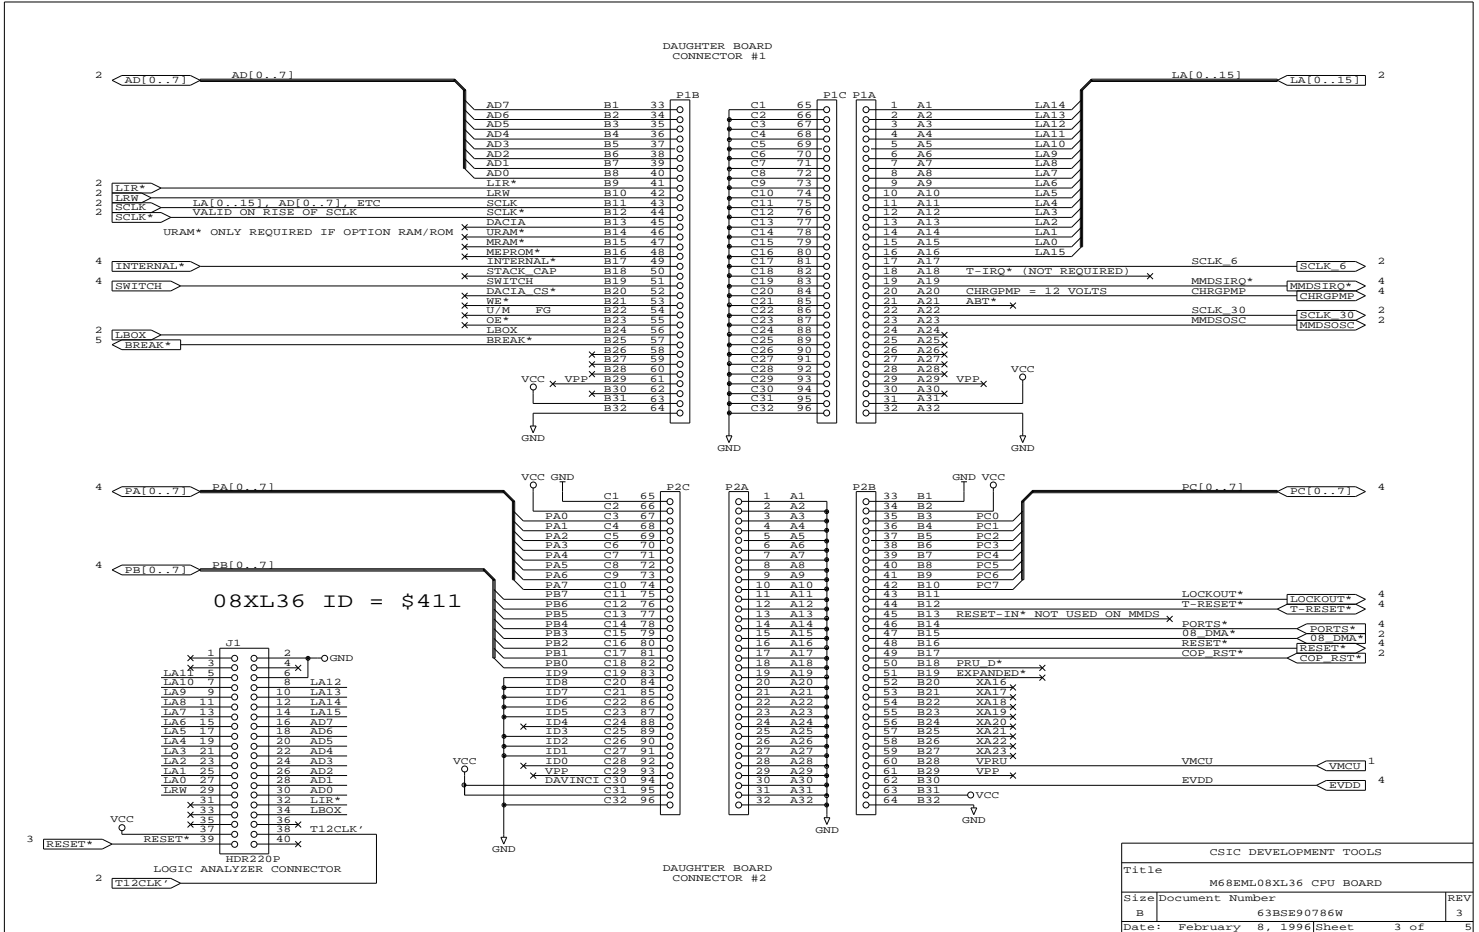 DAUGHTER BOARD
CONNECTOR #1
2 AD[0..7] AD[0..7]
LA[0..15] LA[0..15] 2
P1B P1C P1A
AD7 B1 33 C1 65 1 A1 LA14
AD6 B2 34 C2 66 2 A2 LA13
AD5 B3 35 C3 67 3 A3 LA12
AD4 B4 36 C4 68 4 A4 LA11
AD3 B5 37 C5 69 5 A5 LA10
AD2 B6 38 C6 70 6 A6 LA9
AD1 B7 39 C7 71 7 A7 LA8
AD0 B8 40 C8 72 8 A8 LA7
2 LIR* LIR* B9 41 C9 73 9 A9 LA6
2 LRW LRW B10 42 C10 74 10 A10 LA5
2 SCLK LA[0..15], AD[0..7], ETC SCLK B11 43 C11 75 11 A11 LA4
2 SCLK* VALID ON RISE OF SCLK SCLK* B12 44 C12 76 12 A12 LA3
DACIA B13 45 C13 77 13 A13 LA2
URAM* ONLY REQUIRED IF OPTION RAM/ROM URAM* B14 46 C14 78 14 A14 LA1
MRAM* B15 47 C15 79 15 A15 LA0
MEPROM* B16 48 C16 80 16 A16 LA15
4 INTERNAL* INTERNAL* B17 49 C17 81 17 A17 SCLK_6 SCLK_6 2
STACK_CAP B18 50 C18 82 18 A18 T-IRQ* (NOT REQUIRED)
4 SWITCH SWITCH B19 51 C19 83 19 A19 MMDSIRQ* MMDSIRQ* 4
DACIA_CS* B20 52 C20 84 20 A20 CHRGPMP = 12 VOLTS CHRGPMP CHRGPMP 4
WE* B21 53 C21 85 21 A21 ABT*
U/M FG B22 54 C22 86 22 A22 SCLK_30 SCLK_30 2
OE* B23 55 C23 87 23 A23 MMDSOSC MMDSOSC 2
2 LBOX LBOX B24 56 C24 88 24 A24
5 BREAK* BREAK* B25 57 C25 89 25 A25
B26 58 C26 90 26 A26
B27 59 C27 91 27 A27
B28 60 C28 92 28 A28
VCC VPP B29 61 C29 93 29 A29 VPP VCC
B30 62 C30 94 30 A30
B31 63 C31 95 31 A31
B32 64 C32 96 32 A32
GND GND GND
VCC GND GND VCC
4 PA[0..7] PA[0..7] PC[0..7] PC[0..7] 4
P2C P2A P2B
C1 65 1 A1 33 B1
C2 66 2 A2 34 B2
PA0 C3 67 3 A3 35 B3 PC0
PA1 C4 68 4 A4 36 B4 PC1
PA2 C5 69 5 A5 37 B5 PC2
PA3 C6 70 6 A6 38 B6 PC3
PA4 C7 71 7 A7 39 B7 PC4
4 PB[0..7] PB[0..7] PA5 C8 72 8 A8 40 B8 PC5
PA6 C9 73 9 A9 41 B9 PC6
PA7 C10 74 10 A10 42 B10 PC7
08XL36 ID = $411
PB7 C11 75 11 A11 43 B11 LOCKOUT* LOCKOUT* 4
PB6 C12 76 12 A12 44 B12 T-RESET* T-RESET* 4
PB5 C13 77 13 A13 45 B13 RESET-IN* NOT USED ON MMDS
PB4 C14 78 14 A14 46 B14 PORTS* PORTS* 4
PB3 C15 79 15 A15 47 B15 08_DMA* 08_DMA* 2
PB2 C16 80 16 A16 48 B16 RESET* RESET* 4
PB1 C17 81 17 A17 49 B17 COP_RST* COP_RST* 2
PB0 C18 82 18 A18 50 B18 PRU_D*
ID9 C19 83 19 A19 51 B19 EXPANDED*
ID8 C20 84 20 A20 52 B20 XA16
ID7 C21 85 21 A21 53 B21 XA17
ID6 C22 86 22 A22 54 B22 XA18
ID5 C23 87 23 A23 55 B23 XA19
ID4 C24 88 24 A24 56 B24 XA20
ID3 C25 89 25 A25 57 B25 XA21
ID2 C26 90 26 A26 58 B26 XA22
ID1 C27 91 27 A27 59 B27 XA23
VCC ID0 C28 92 28 A28 60 B28 VPRU VMCU VMCU 1
VPP C29 93 29 A29 61 B29 VPP
DAVINCI C30 94 30 A30 62 B30 EVDD EVDD 4
C31 95 31 A31 63 B31 VCC
C32 96 32 A32 64 B32
GND GND GND
J1
1 2 GND
3 4
LA11 5 6
LA10 7 8 LA12
LA9 9 10 LA13
LA8 11 12 LA14
LA7 13 14 LA15
LA6 15 16 AD7
LA5 17 18 AD6
LA4 19 20 AD5
LA3 21 22 AD4
LA2 23 24 AD3
LA1 25 26 AD2
LA0 27 28 AD1
LRW 29 30 AD0
31 32 LIR*
33 34 LBOX
VCC 35 36
37 38 T12CLK'
3 RESET* RESET* 39 40
HDR220P
LOGIC ANALYZER CONNECTOR
2 T12CLK'
DAUGHTER BOARD
CONNECTOR #2
CSIC DEVELOPMENT TOOLS
Title
M68EML08XL36 CPU BOARD
Size Document Number REV
B 63BSE90786W 3
Date: February 8, 1996 Sheet 3 of 5